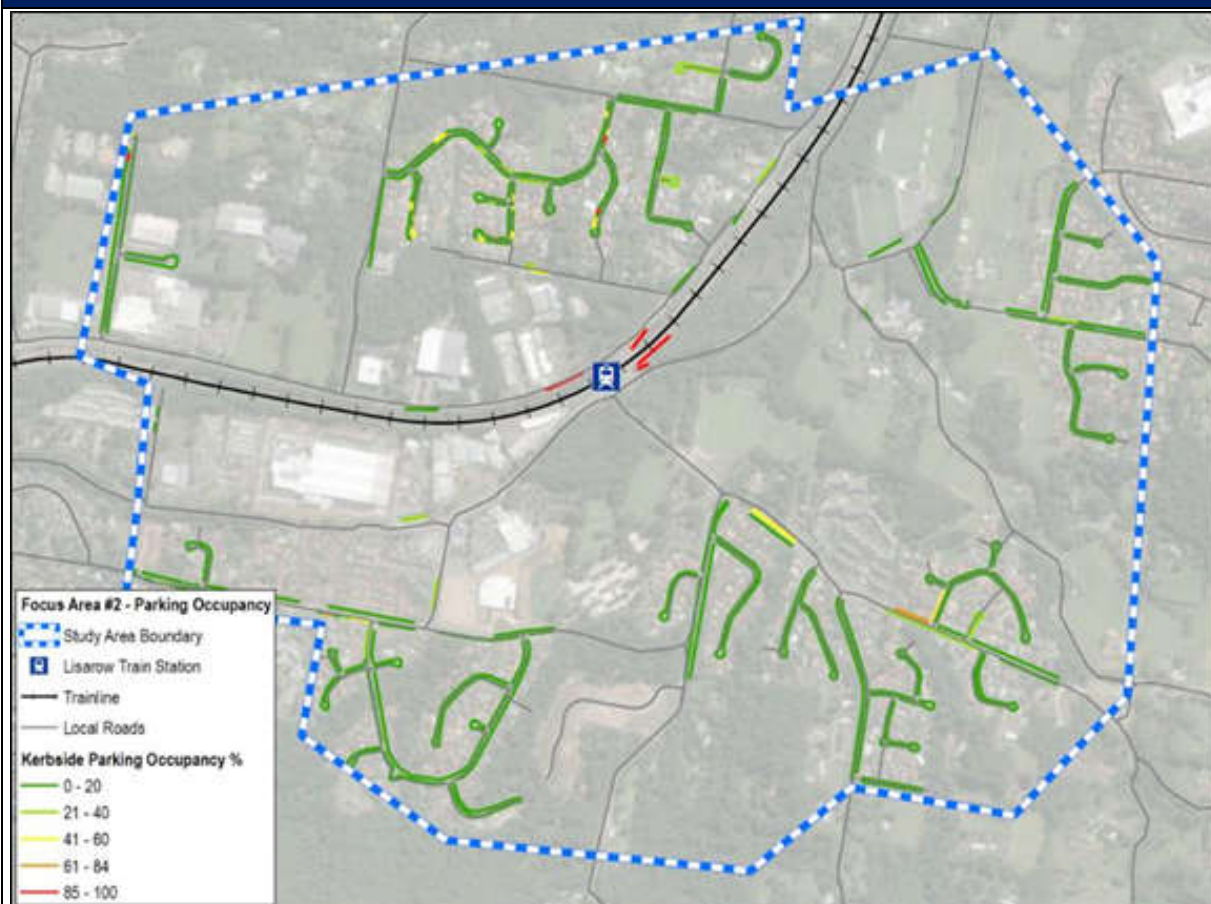 Focus Area #2 - Parking Occupancy
Study Area Boundary
Lisarow Train Station
Trainline
Local Roads
Kerbside Parking Occupancy %
0 - 20
21 - 40
41 - 60
61 - 84
85 - 100